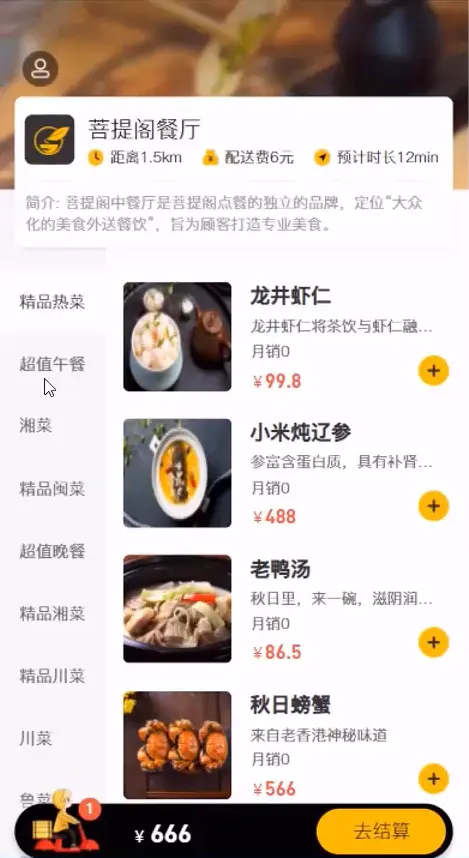 菩提阁餐厅
距离1.5km 配送费6元 预计时长12min
简介: 菩提阁中餐厅是菩提阁点餐的独立的品牌，定位“大众
化的美食外送餐饮”，旨为顾客打造专业美食。
精品热菜
超值午餐
湘菜
精品闽菜
超值晚餐
精品湘菜
精品川菜
川菜
鲁菜
龙井虾仁
龙井虾仁将茶饮与虾仁融...
月销0
¥99.8
小米炖辽参
参富含蛋白质，具有补肾...
月销0
¥488
老鸭汤
秋日里，来一碗，滋阴润...
月销0
¥86.5
秋日螃蟹
来自老香港神秘味道
月销0
¥566
1
¥ 666
去结算